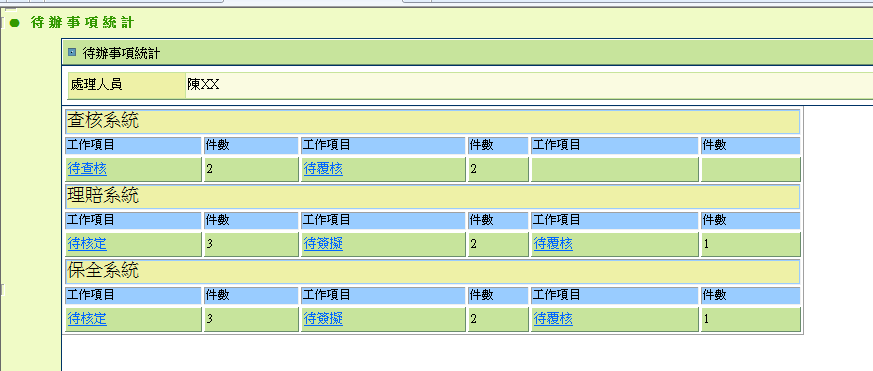 待辦事項統計
待辦事項統計
處理人員 陳XX
查核系統
工作項目 件數 工作項目 件數 工作項目 件數
待查核 2 待覆核 2
理賠系統
工作項目 件數 工作項目 件數 工作項目 件數
待核定 3 待簽擬 2 待覆核 1
保全系統
工作項目 件數 工作項目 件數 工作項目 件數
待核定 3 待簽擬 2 待覆核 1